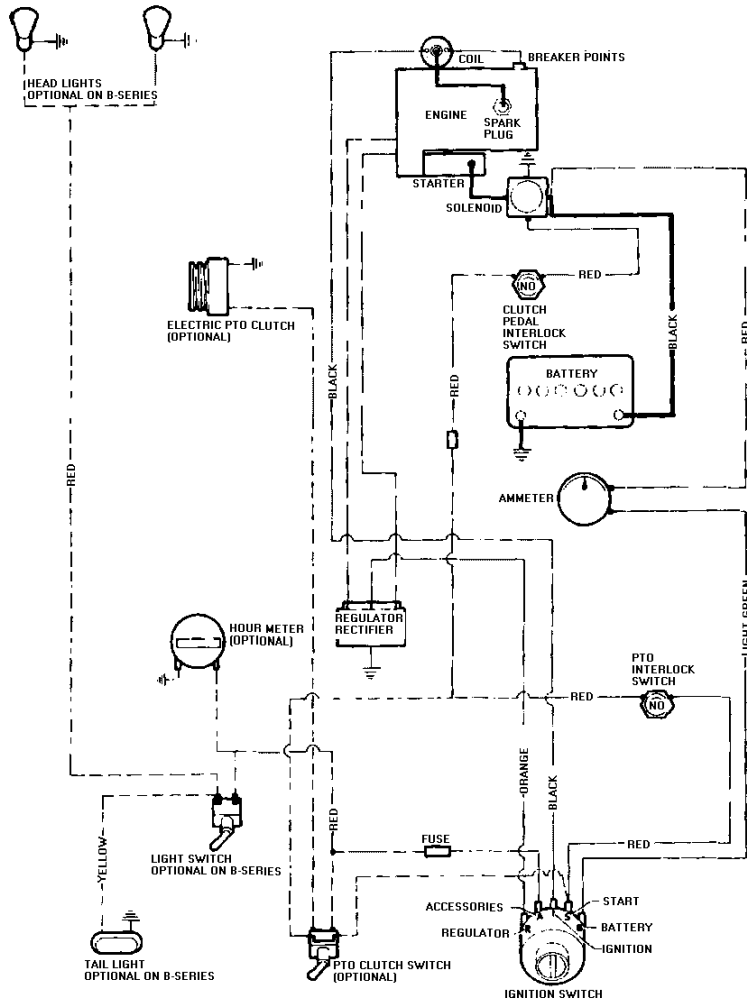 COIL
BREAKER POINTS
HEAD LIGHTS
OPTIONAL ON B-SERIES
ENGINE
SPARK
PLUG
STARTER
SOLENOID
RED
NO
CLUTCH
PEDAL
INTERLOCK
SWITCH
ELECTRIC PTO CLUTCH
(OPTIONAL)
BLACK
RED
BLACK
RED
BATTERY
RED
AMMETER
LIGHT GREEN
REGULATOR
RECTIFIER
HOUR METER
(OPTIONAL)
PTO
INTERLOCK
SWITCH
NO
RED
ORANGE
BLACK
RED
YELLOW
FUSE
RED
LIGHT SWITCH
OPTIONAL ON B-SERIES
ACCESSORIES
START
REGULATOR
BATTERY
IGNITION
R
A
I
S
B
TAIL LIGHT
OPTIONAL ON B-SERIES
PTO CLUTCH SWITCH
(OPTIONAL)
IGNITION SWITCH